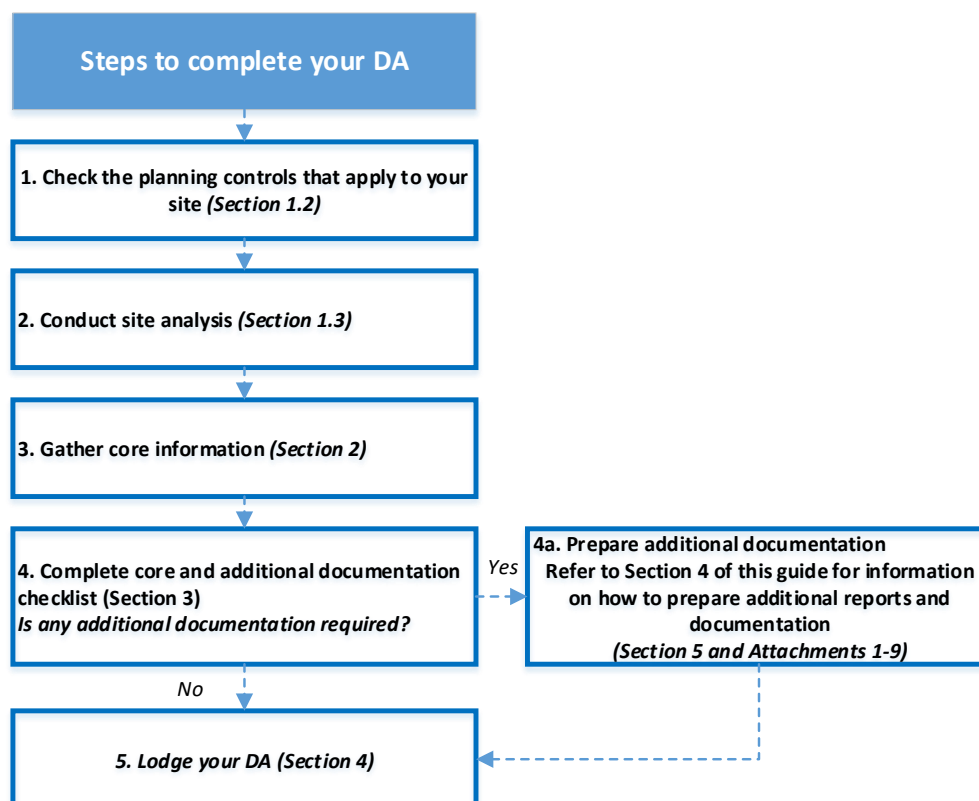 Steps to complete your DA
1. Check the planning controls that apply to your
site (Section 1.2)
2. Conduct site analysis (Section 1.3)
3. Gather core information (Section 2)
4. Complete core and additional documentation
checklist (Section 3)
Is any additional documentation required?
Yes
4a. Prepare additional documentation
Refer to Section 4 of this guide for information
on how to prepare additional reports and
documentation
(Section 5 and Attachments 1-9)
No
5. Lodge your DA (Section 4)